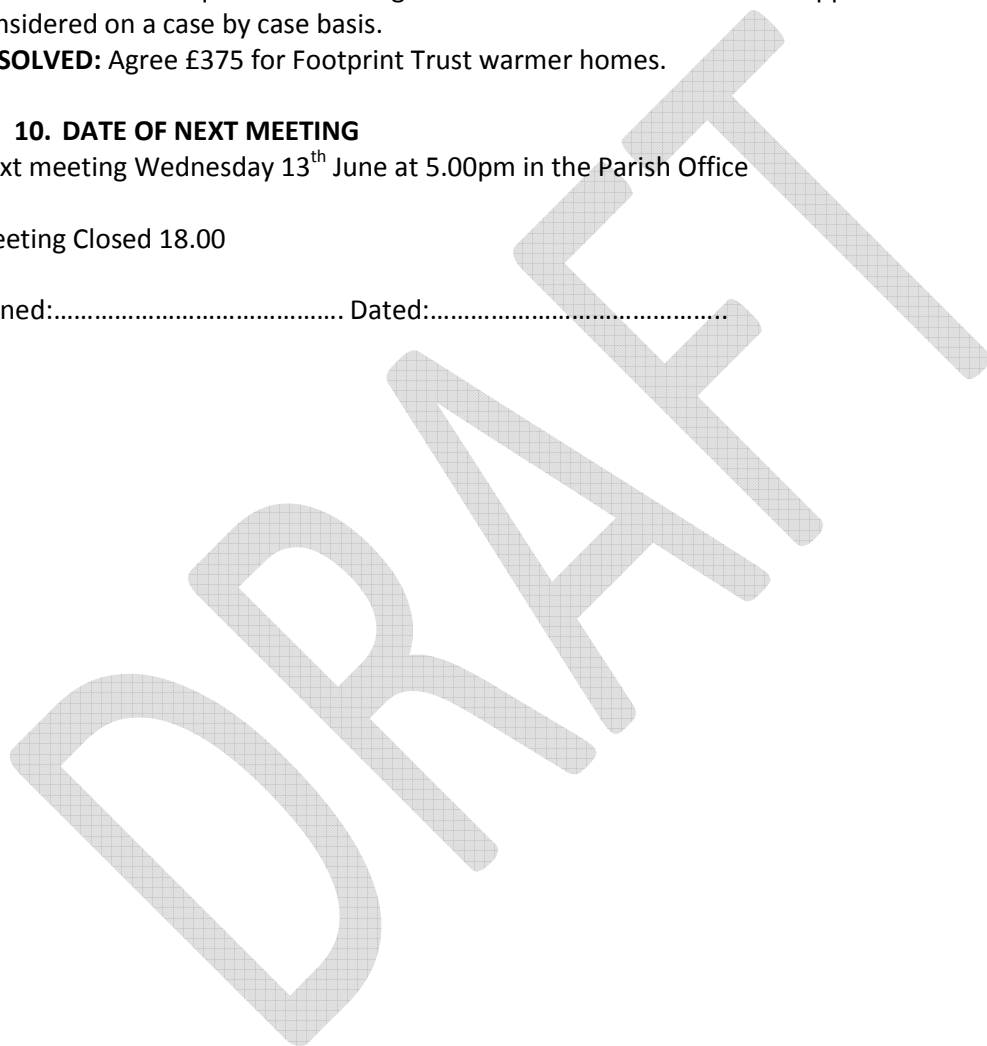 nsidered on a case by case basis.
SOLVED: Agree £375 for Footprint Trust warmer homes.
10. DATE OF NEXT MEETING
xt meeting Wednesday 13th June at 5.00pm in the Parish Office
eeting Closed 18.00
ned:……………………………………. Dated:……………………………………..
DRAFT